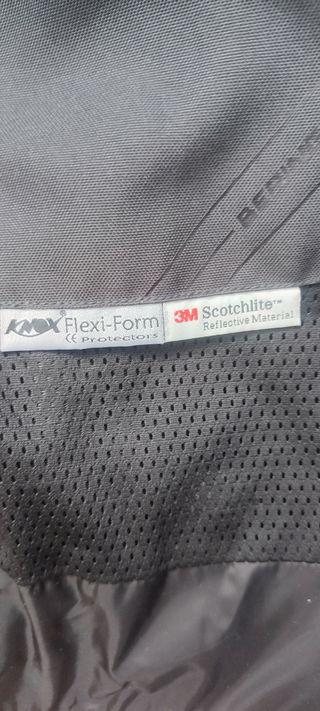 KNOX® Flexi-Form
CE Protectors
3M Scotchlite™
Reflective Material